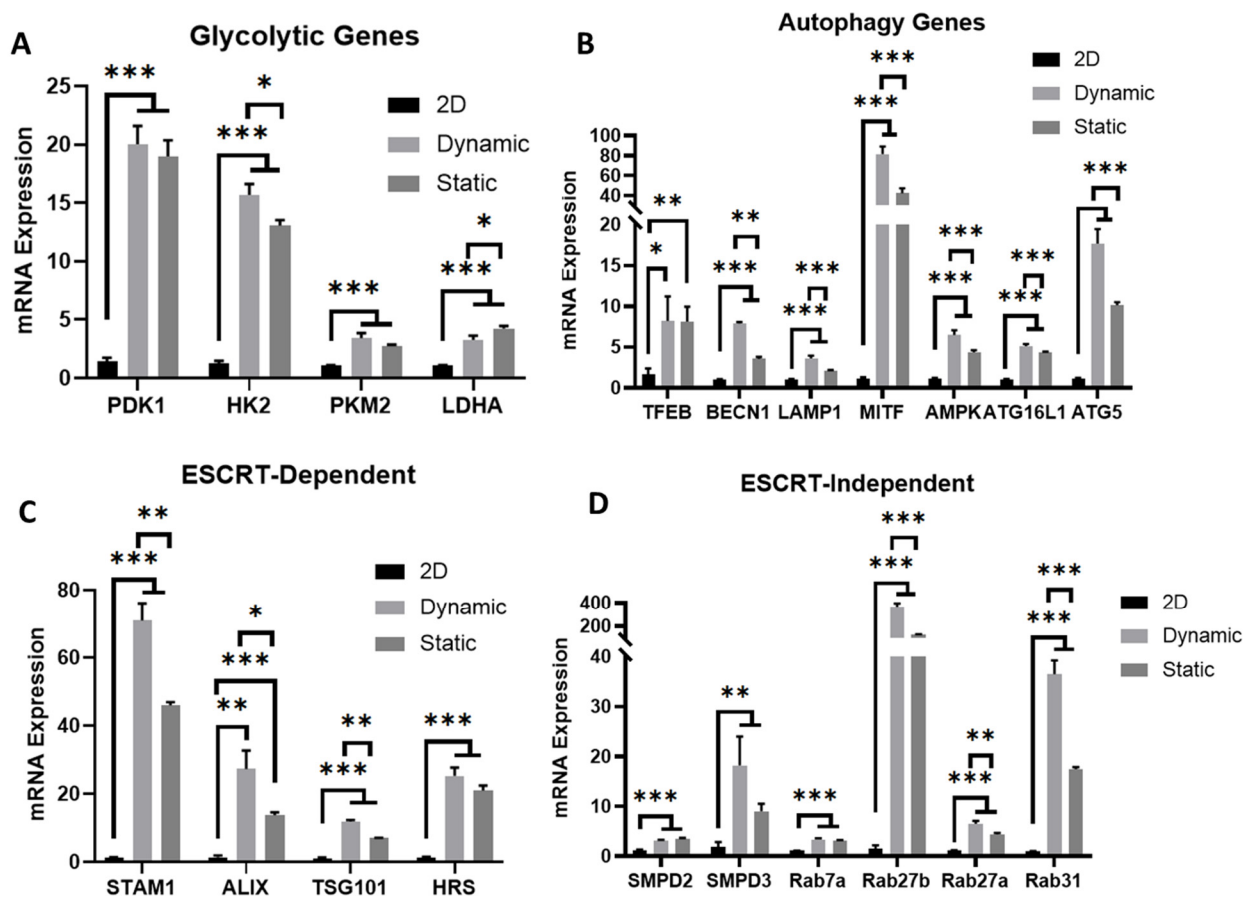 A
Glycolytic Genes
mRNA Expression
25
20
15
10
5
0
***
*
***
***
*
***
2D
Dynamic
Static
PDK1 HK2 PKM2 LDHA
B
Autophagy Genes
mRNA Expression
100
80
60
40
20
15
10
5
0
**
*
**
***
***
***
***
***
***
***
***
***
***
2D
Dynamic
Static
TFEB BECN1 LAMP1 MITF AMPK ATG16L1 ATG5
C
ESCRT-Dependent
mRNA Expression
80
60
40
20
0
**
***
*
***
**
**
***
***
2D
Dynamic
Static
STAM1 ALIX TSG101 HRS
D
ESCRT-Independent
mRNA Expression
400
200
40
30
20
10
0
***
**
***
***
***
**
***
***
***
2D
Dynamic
Static
SMPD2 SMPD3 Rab7a Rab27b Rab27a Rab31